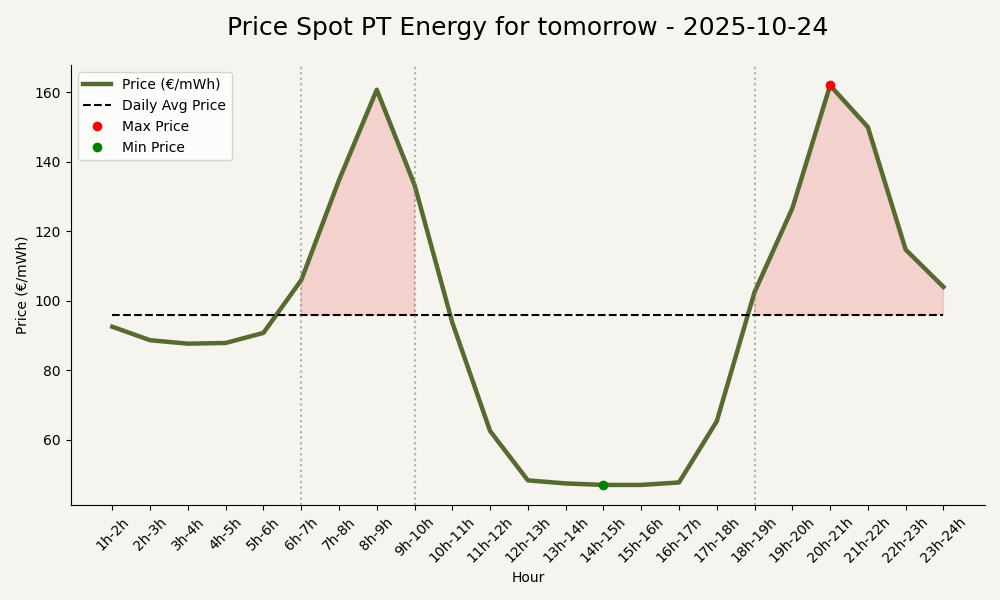 Price Spot PT Energy for tomorrow - 2025-10-24
Price (€/mWh)
Daily Avg Price
Max Price
Min Price
Price (€/mWh)
160
140
120
100
80
60
1h-2h
2h-3h
3h-4h
4h-5h
5h-6h
6h-7h
7h-8h
8h-9h
9h-10h
10h-11h
11h-12h
12h-13h
13h-14h
14h-15h
15h-16h
16h-17h
17h-18h
18h-19h
19h-20h
20h-21h
21h-22h
22h-23h
23h-24h
Hour